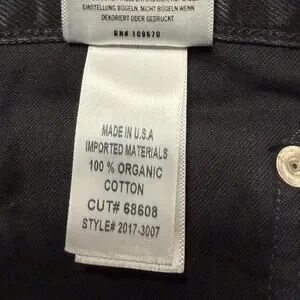 EINSTELLUNG BÜGELN, NICHT BÜGELN WENN
DEKORIERT ODER GEDRUCKT.
RN# 109670
MADE IN U.S.A
IMPORTED MATERIALS
100 % ORGANIC
COTTON
CUT# 68608
STYLE# 2017-3007